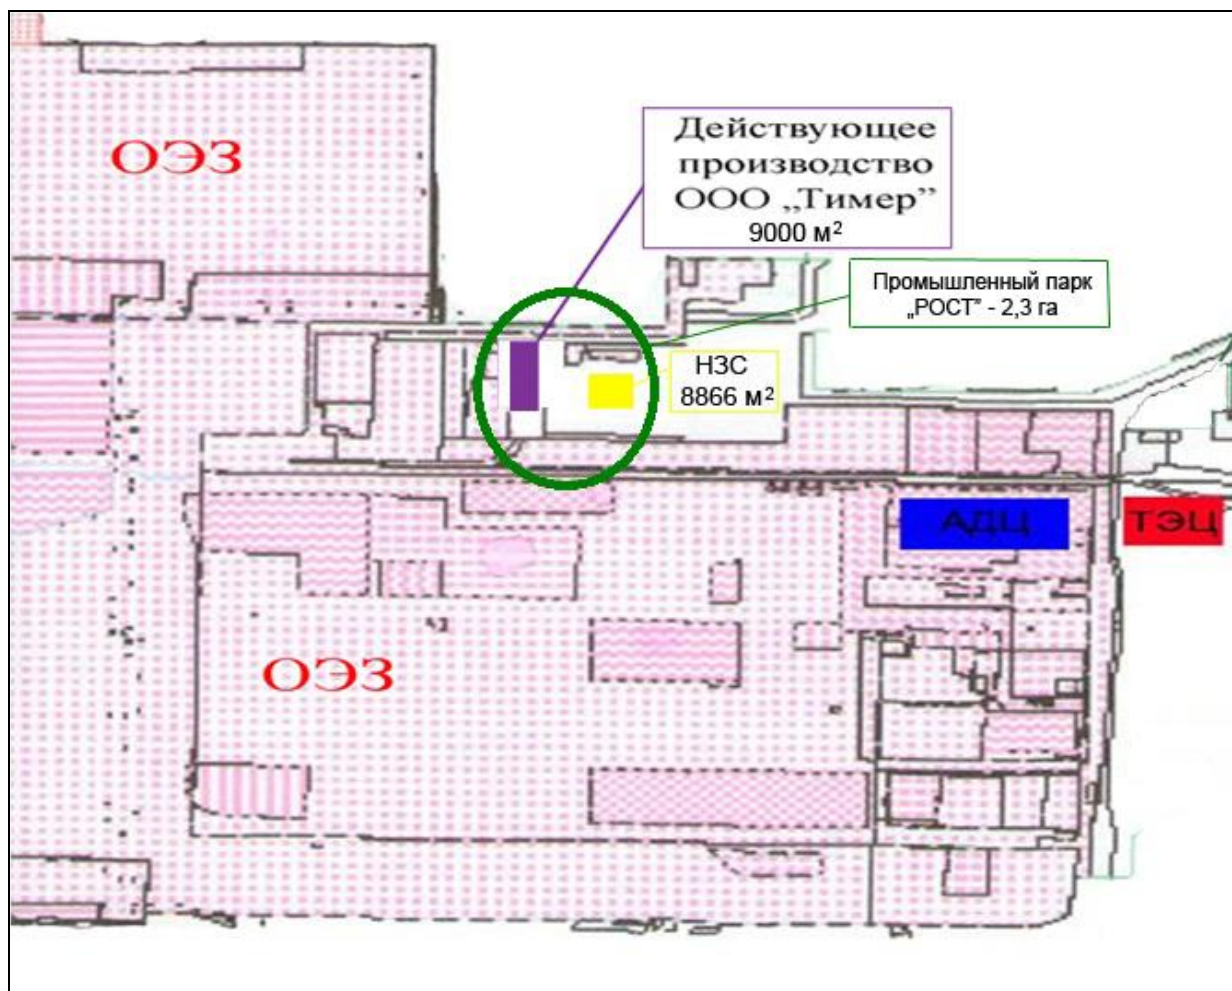 ОЭЗ
Действующее
производство
ООО „Тимер”
9000 м²
Промышленный парк
„РОСТ" - 2,3 га
НЗС
8866 м²
АДЦ
ТЭЦ
ОЭЗ